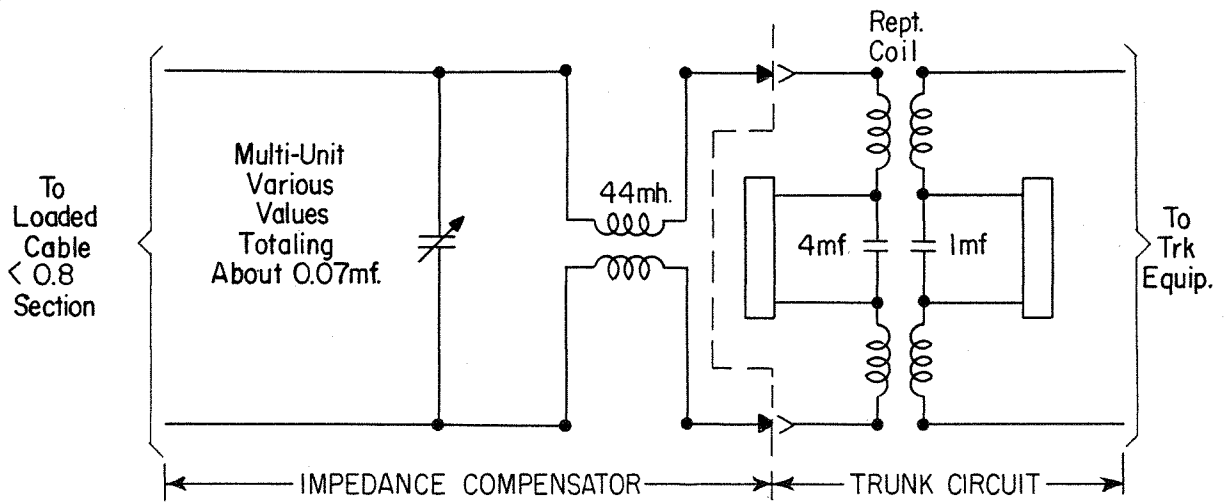 Rept.
Coil
To
Loaded
Cable
< 0.8
Section
Multi-Unit
Various
Values
Totaling
About 0.07mf.
44mh.
4mf.
1mf
To
Trk
Equip.
IMPEDANCE COMPENSATOR
TRUNK CIRCUIT